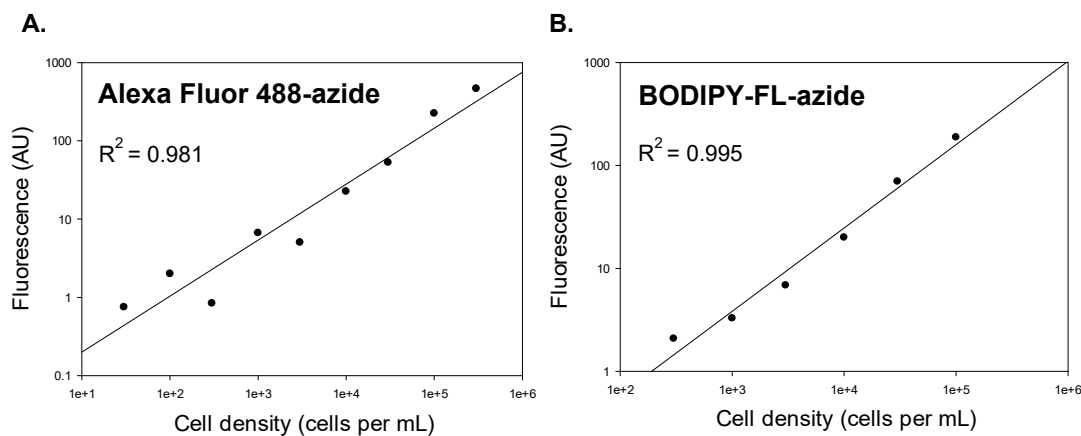 A.
B.
1000
100
10
1
0.1
Fluorescence (AU)
Alexa Fluor 488-azide
R² = 0.981
1e+1 1e+2 1e+3 1e+4 1e+5 1e+6
Cell density (cells per mL)
1000
100
10
1
Fluorescence (AU)
BODIPY-FL-azide
R² = 0.995
1e+2 1e+3 1e+4 1e+5 1e+6
Cell density (cells per mL)